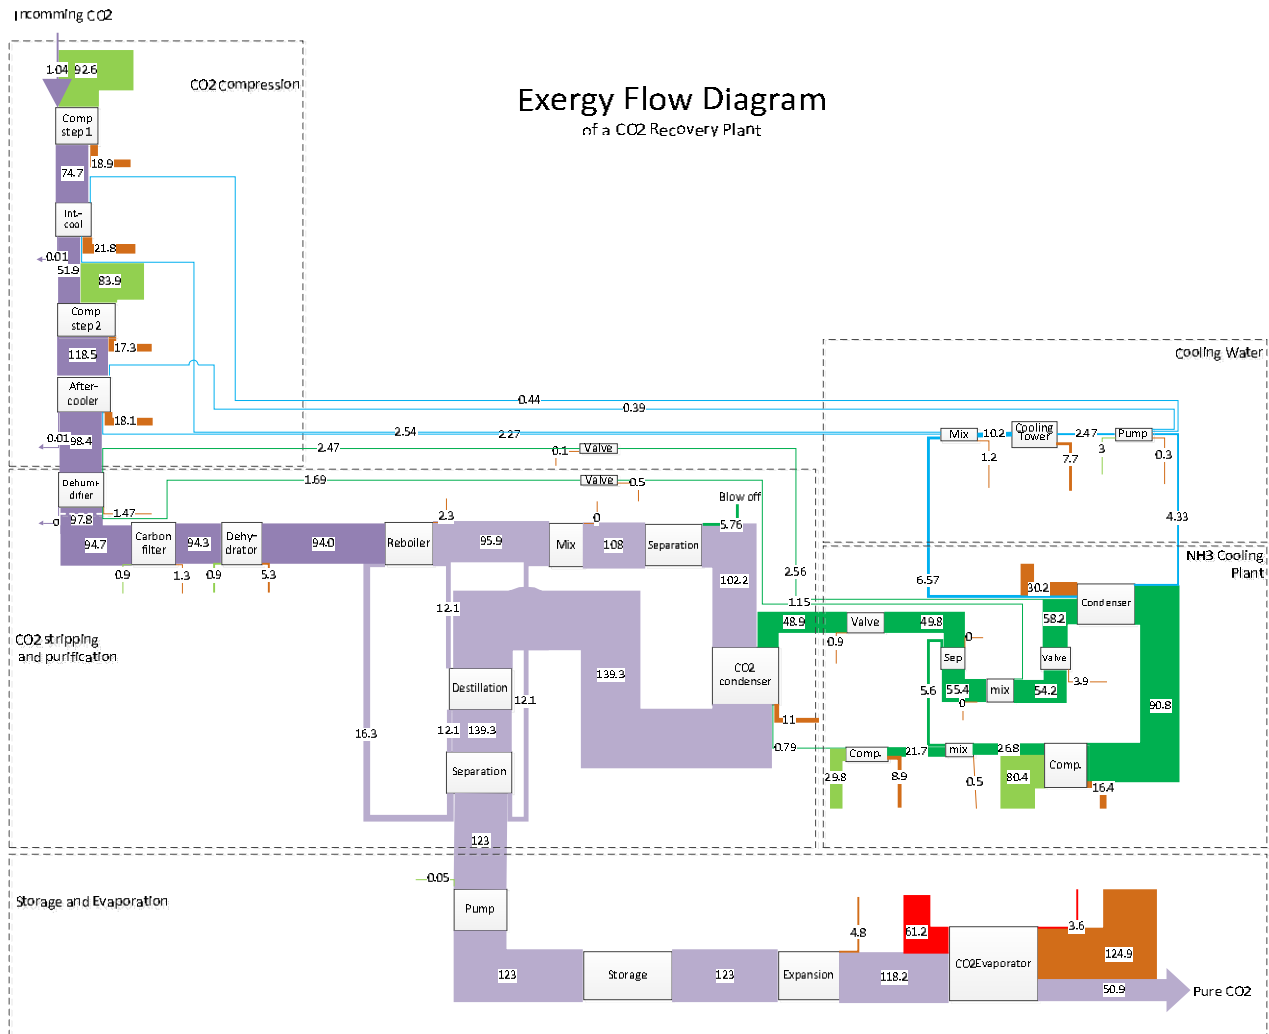 Incomming CO2
1.04
92.6
CO2 Compression
Exergy Flow Diagram
of a CO2 Recovery Plant
Comp
step 1
18.9
74.7
Int-
cool
21.8
0.01
51.9
83.9
Comp
step 2
17.3
118.5
After-
cooler
18.1
0.01
98.4
0.44
0.39
2.54
2.27
2.47
0.1
Valve
1.69
Valve
0.5
Cooling Water
Mix
10.2
Cooling
Tower
2.47
Pump
1.2
7.7
3
0.3
4.33
Dehum-
difier
0
97.8
1.47
94.7
Carbon
filter
94.3
Dehy-
drator
94.0
Reboiler
2.3
95.9
Mix
0
108
Separation
Blow off
5.76
0.9
1.3
0.9
5.3
102.2
2.56
1.15
NH3 Cooling
Plant
6.57
30.2
Condenser
CO2 stripping
and purification
12.1
48.9
Valve
49.8
0.9
0
58.2
Sep
Valve
CO2
condenser
139.3
Destillation
12.1
5.6
55.4
mix
54.2
3.9
0
90.8
11
16.3
12.1
139.3
0.79
Comp.
21.7
mix
26.8
Comp.
Separation
29.8
8.9
0.5
80.4
16.4
123
0.05
Storage and Evaporation
Pump
4.8
61.2
3.6
124.9
123
Storage
123
Expansion
118.2
CO2Evaporator
50.9
Pure CO2